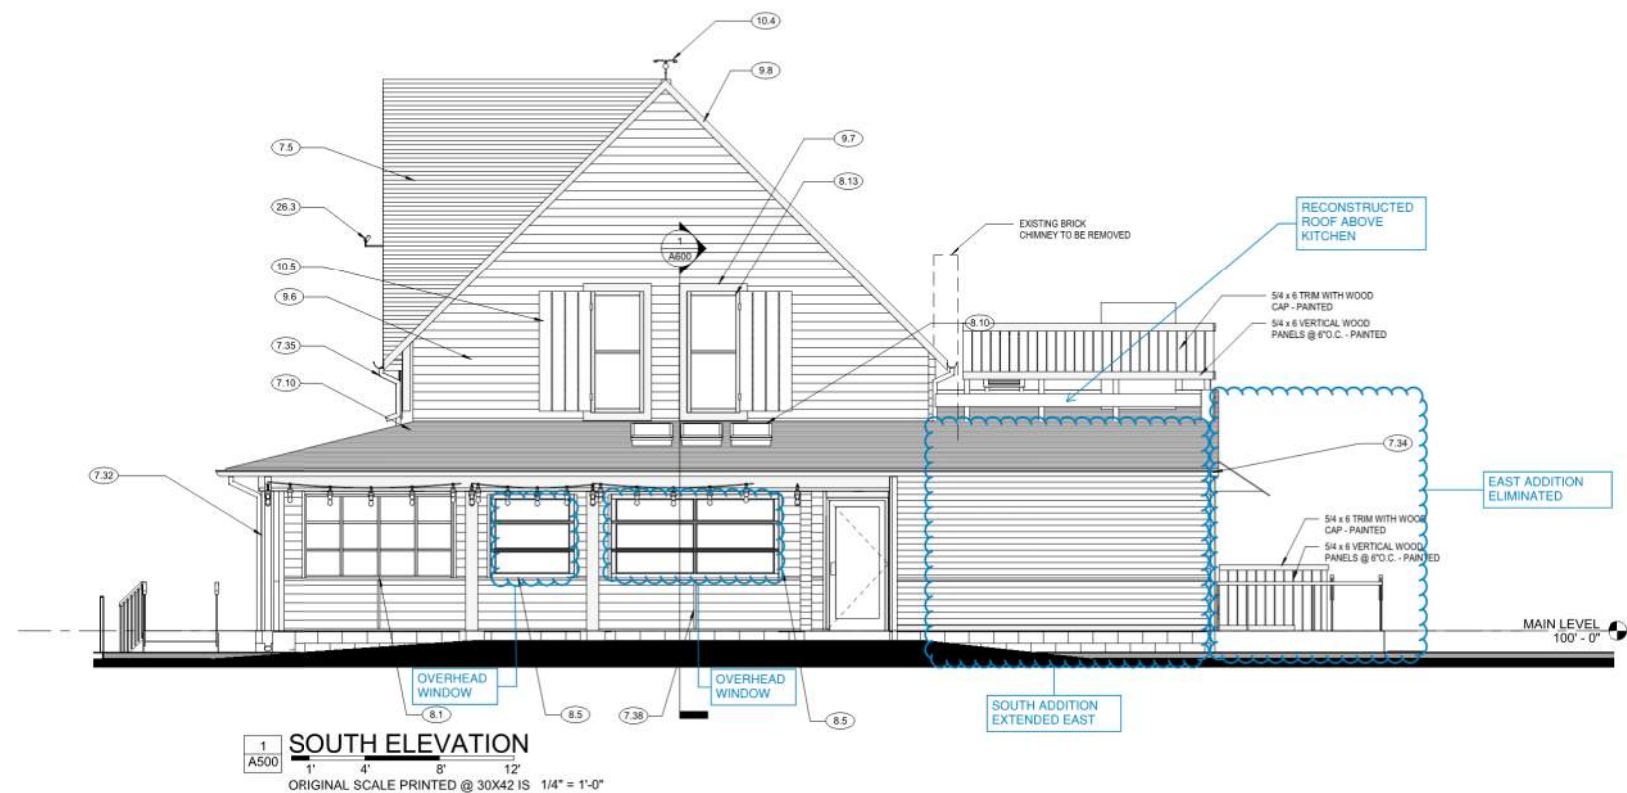 10.4
9.8
9.7
7.5
8.13
26.3
RECONSTRUCTED
ROOF ABOVE
KITCHEN
EXISTING BRICK
CHIMNEY TO BE REMOVED
1
A600
10.5
9.6
5/4 x 6 TRIM WITH WOOD
CAP - PAINTED
8.10
5/4 x 6 VERTICAL WOOD
PANELS @ 6"O.C. - PAINTED
7.35
7.10
7.34
7.32
EAST ADDITION
ELIMINATED
5/4 x 6 TRIM WITH WOOD
CAP - PAINTED
5/4 x 6 VERTICAL WOOD
PANELS @ 6"O.C. - PAINTED
MAIN LEVEL
100' - 0"
OVERHEAD
WINDOW
OVERHEAD
WINDOW
SOUTH ADDITION
EXTENDED EAST
8.1
8.5
7.38
8.5
1
A500
SOUTH ELEVATION
1' 4' 8' 12'
ORIGINAL SCALE PRINTED @ 30X42 IS 1/4" = 1'-0"